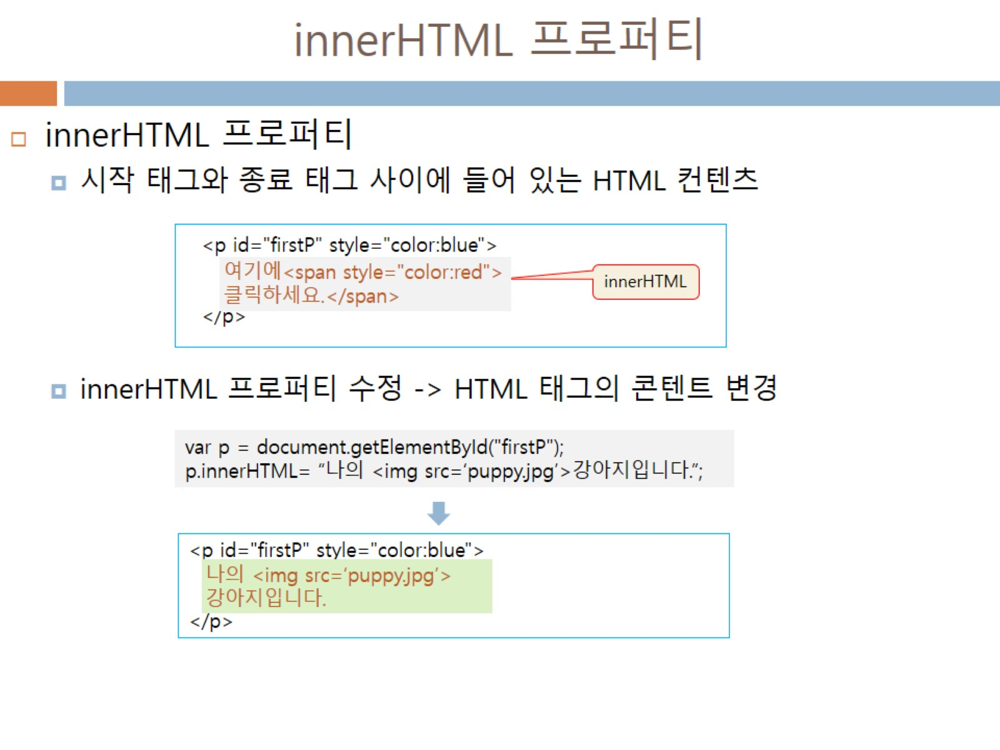 innerHTML 프로퍼티
innerHTML 프로퍼티
시작 태그와 종료 태그 사이에 들어 있는 HTML 컨텐츠
<p id="firstP" style="color:blue">
여기에<span style="color:red">
클릭하세요.</span>
</p>
innerHTML
innerHTML 프로퍼티 수정 -> HTML 태그의 콘텐트 변경
var p = document.getElementById("firstP");
p.innerHTML= “나의 <img src=‘puppy.jpg’>강아지입니다.”;
<p id="firstP" style="color:blue">
나의 <img src=‘puppy.jpg’>
강아지입니다.
</p>